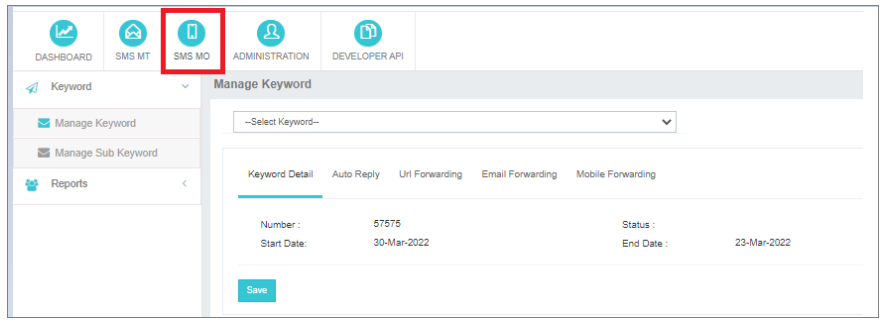 DASHBOARD SMS MT SMS MO ADMINISTRATION DEVELOPER API
Keyword
Manage Keyword
Manage Sub Keyword
Reports
Manage Keyword
--Select Keyword--
Keyword Detail Auto Reply Url Forwarding Email Forwarding Mobile Forwarding
Number : 57575 Status :
Start Date: 30-Mar-2022 End Date : 23-Mar-2022
Save